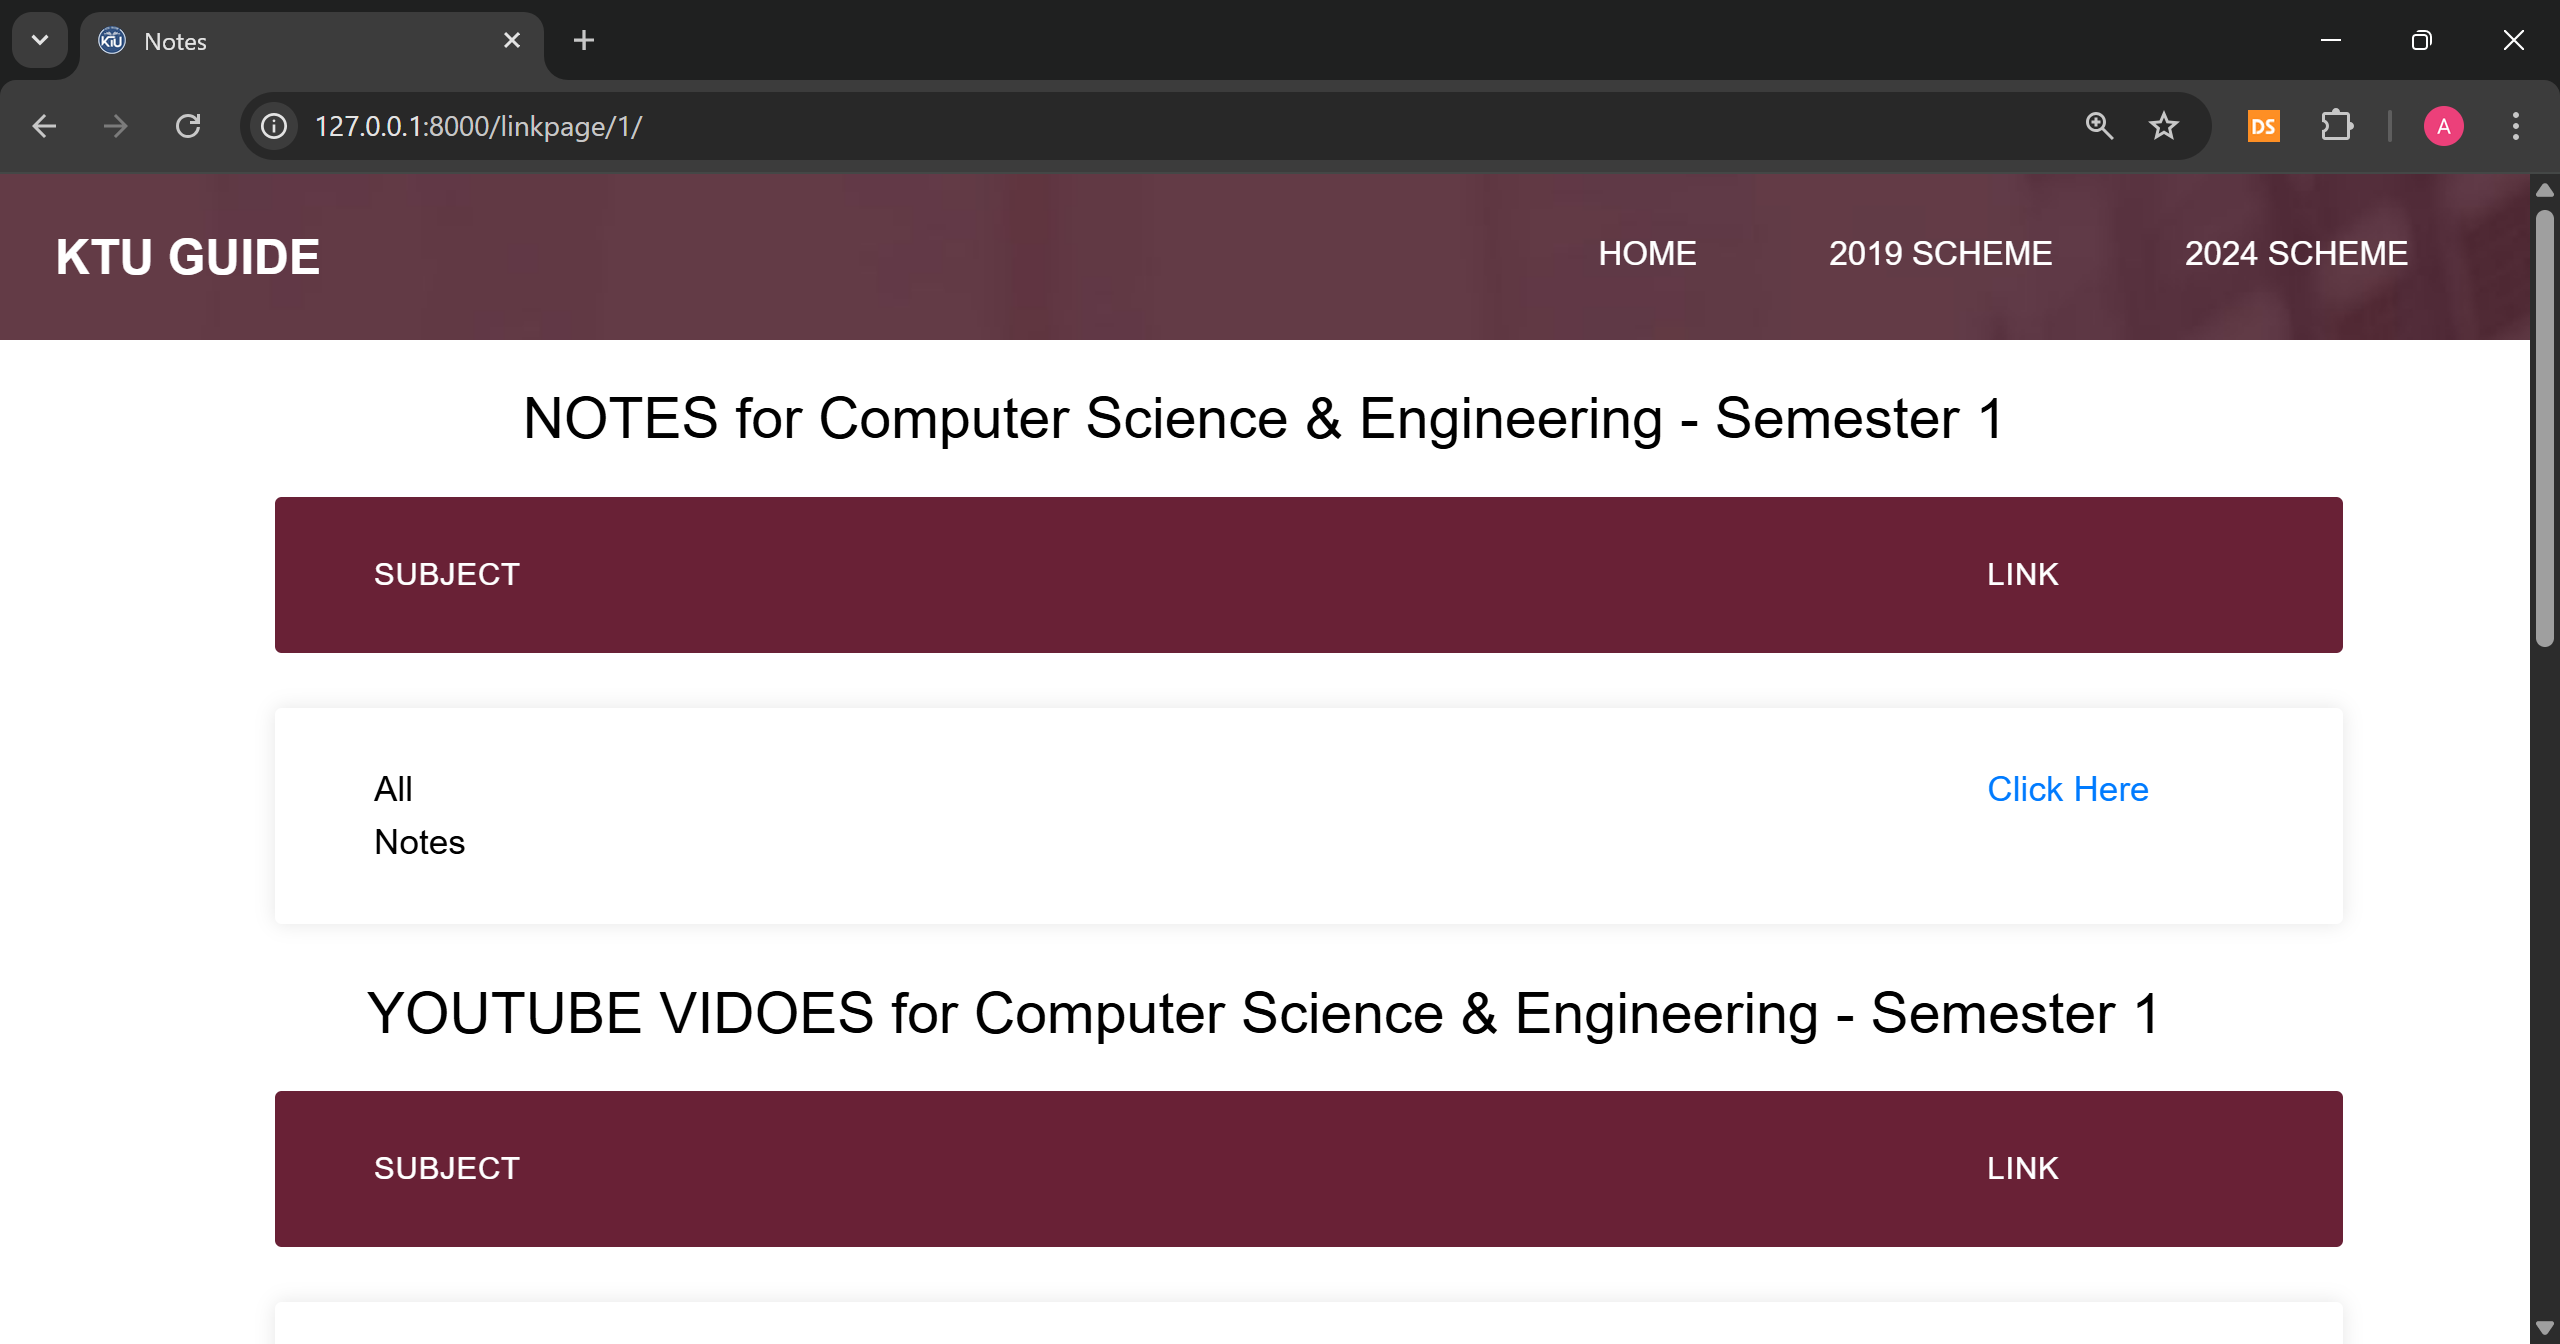 Notes
127.0.0.1:8000/linkpage/1/
DS
A
KTU GUIDE
HOME
2019 SCHEME
2024 SCHEME
NOTES for Computer Science & Engineering - Semester 1
SUBJECT
LINK
All
Notes
Click Here
YOUTUBE VIDOES for Computer Science & Engineering - Semester 1
SUBJECT
LINK